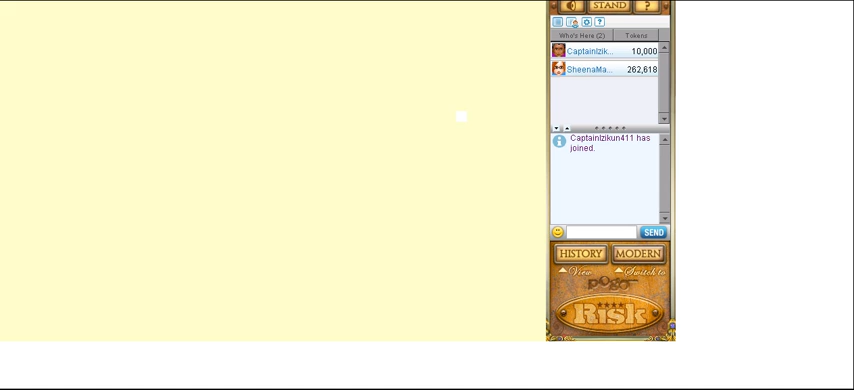 STAND
?
?
Who's Here (2) Tokens
CaptainIzik... 10,000
SheenaMa... 262,618
CaptainIzikun411 has
joined.
SEND
HISTORY MODERN
View Switch to
pogo
Risk